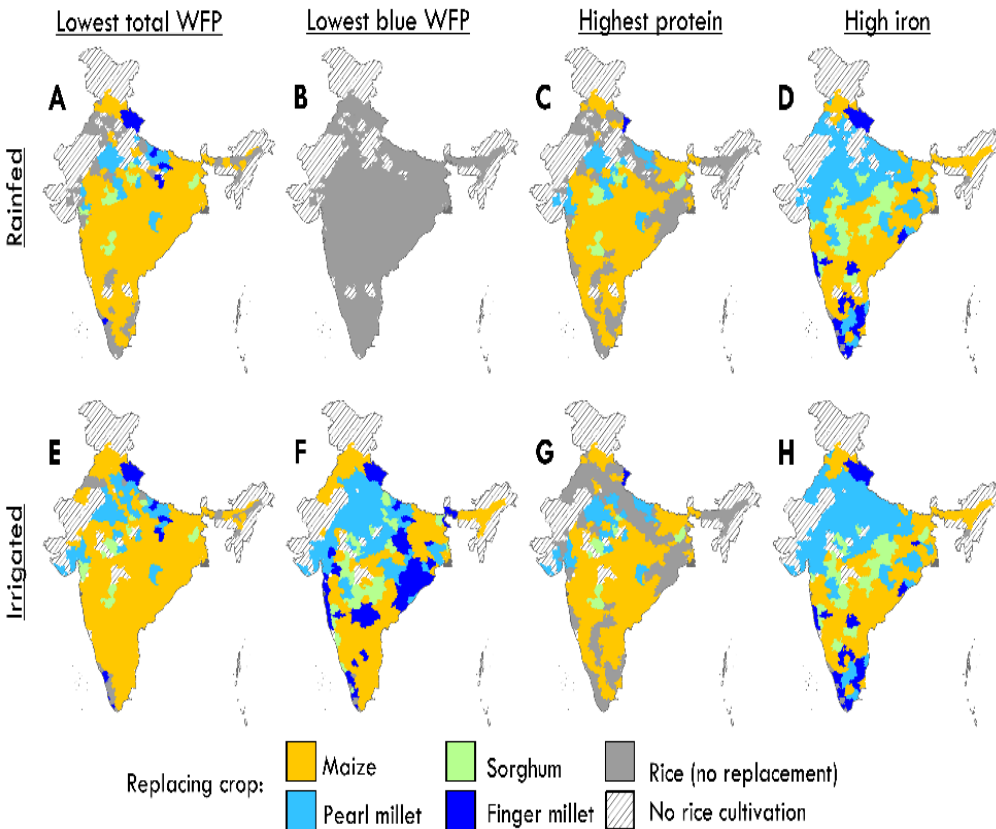 Lowest total WFP
Lowest blue WFP
Highest protein
High iron
Rainfed
A
B
C
D
Irrigated
E
F
G
H
Replacing crop:
Maize
Sorghum
Rice (no replacement)
Pearl millet
Finger millet
No rice cultivation